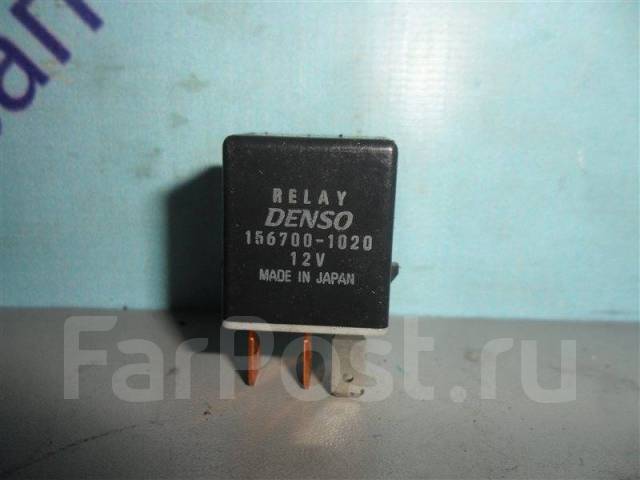 RELAY
DENSO
156700-1020
12V
MADE IN JAPAN
FarPost.ru